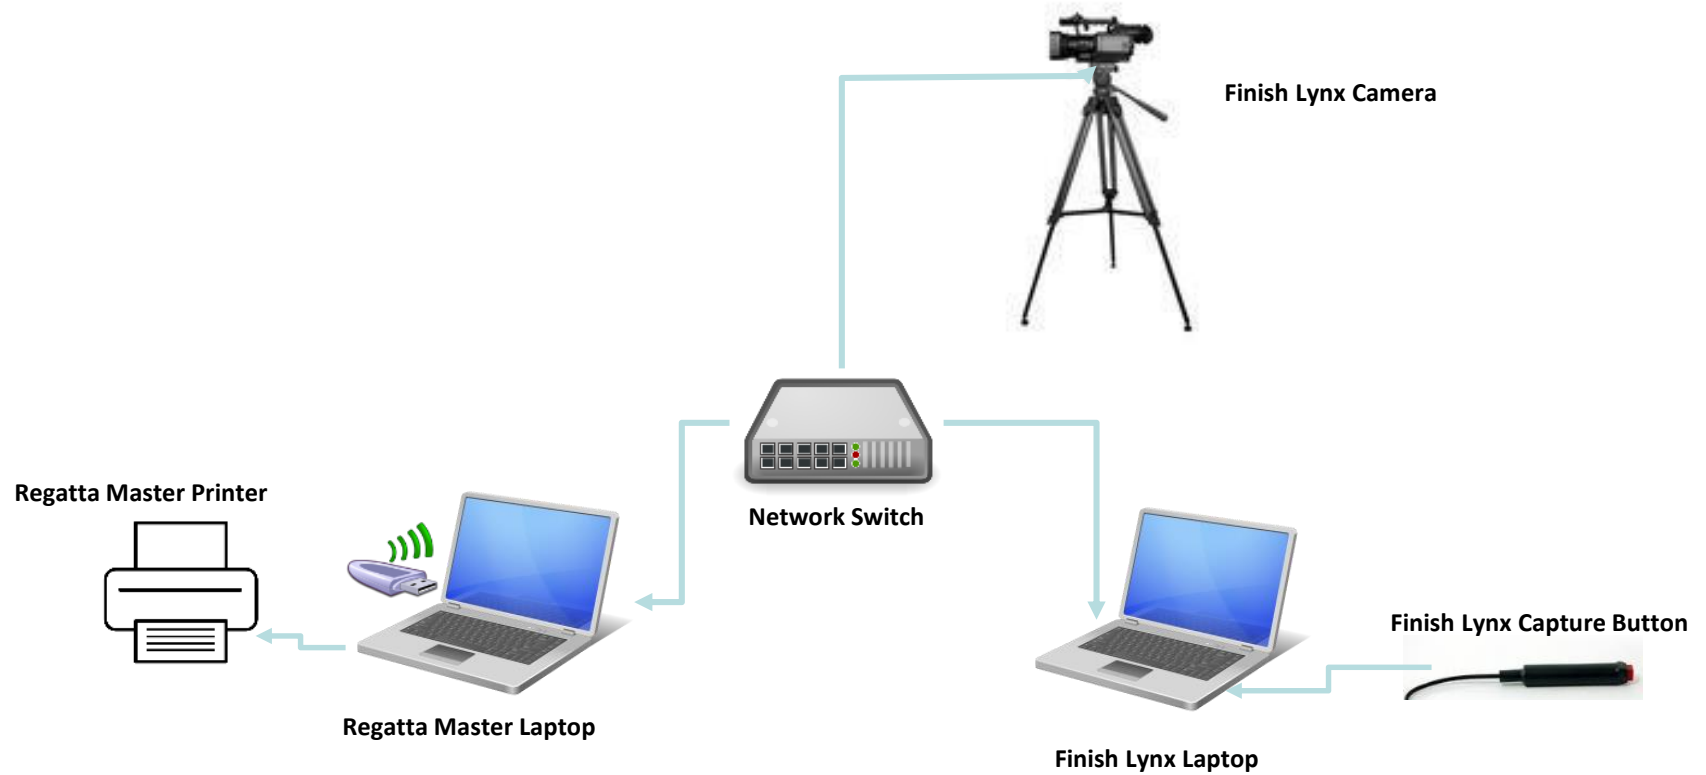 Finish Lynx Camera
Regatta Master Printer
Network Switch
Finish Lynx Capture Button
Regatta Master Laptop
Finish Lynx Laptop